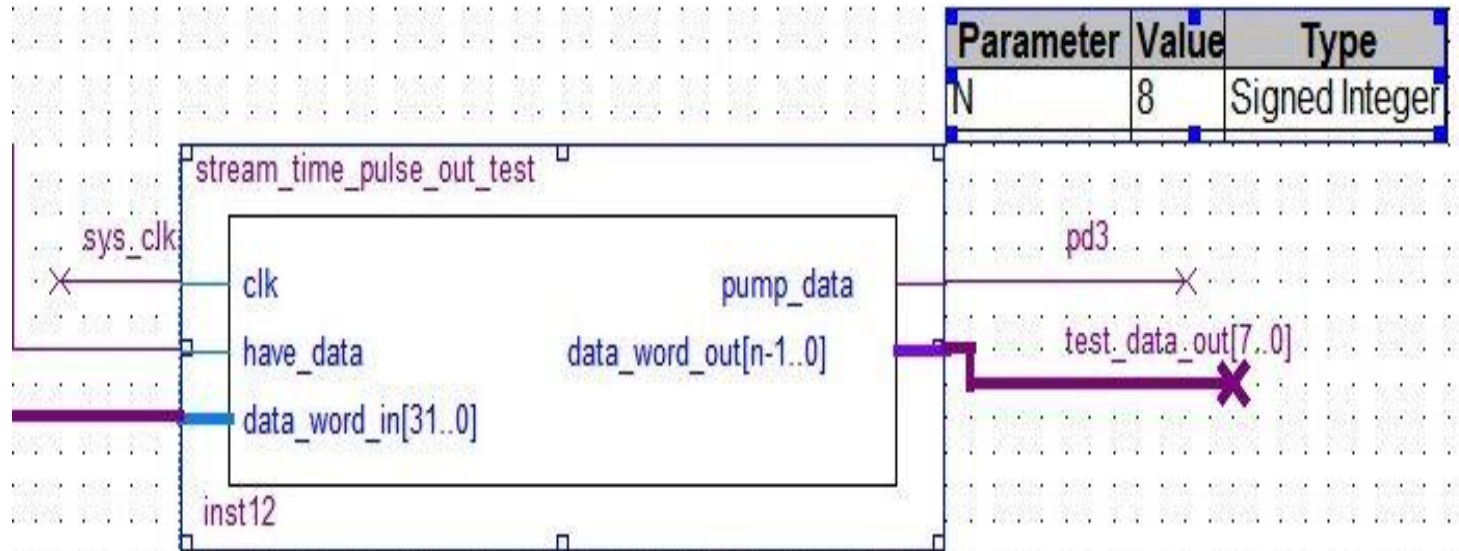 Parameter Value Type
N 8 Signed Integer
stream_time_pulse_out_test
sys_clk
pd3
clk
pump_data
have_data
data_word_out[n-1..0]
test_data_out[7..0]
data_word_in[31..0]
inst12